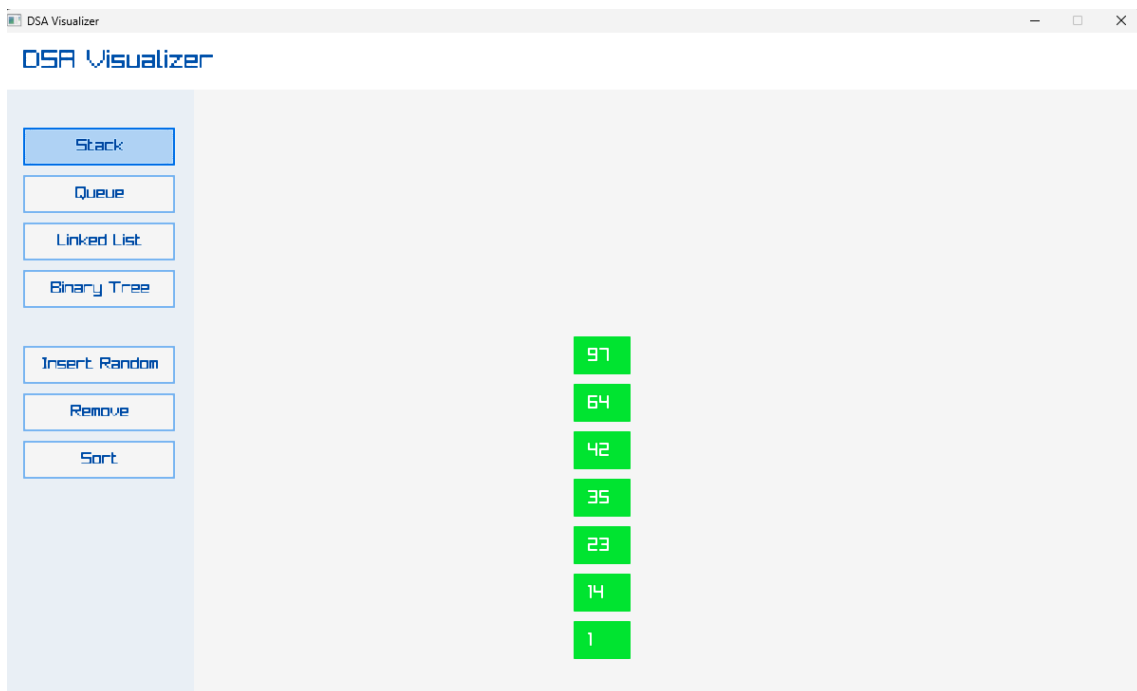 DSA Visualizer
DSA Visualizer
Stack
Queue
Linked List
Binary Tree
Insert Random
Remove
Sort
97
64
42
35
23
14
1